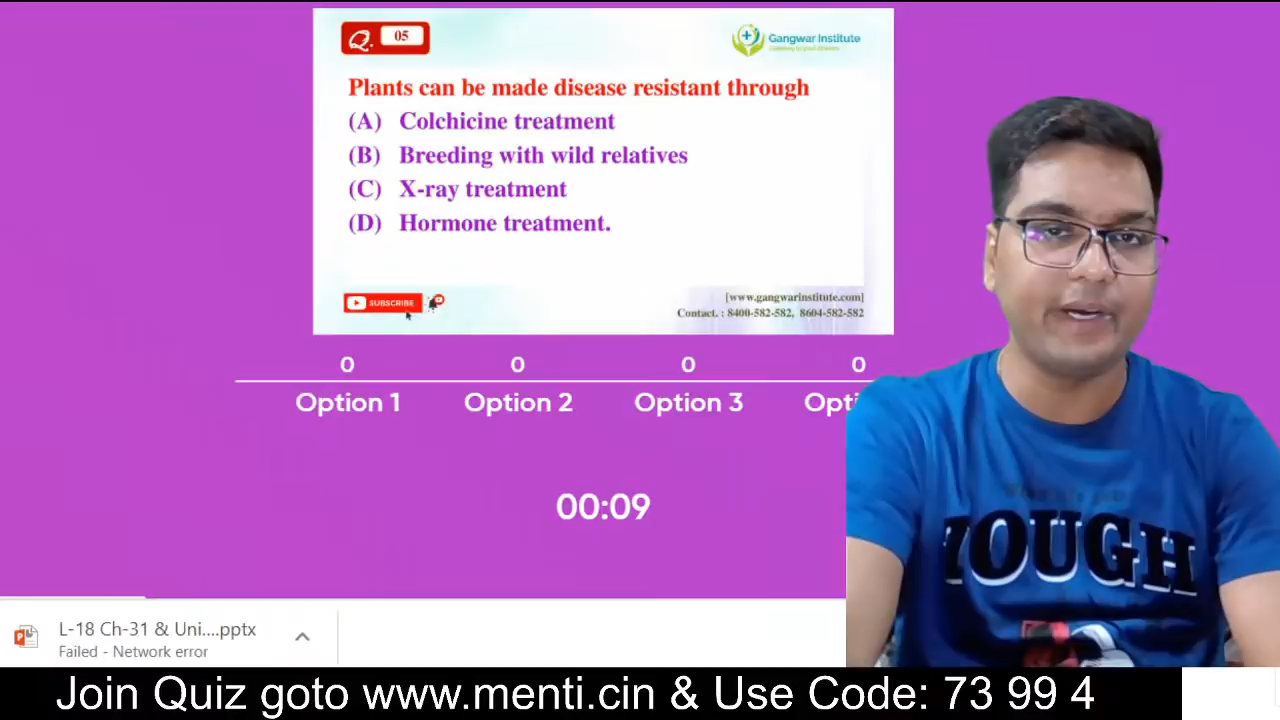 Q. 05
Gangwar Institute
Plants can be made disease resistant through
(A) Colchicine treatment
(B) Breeding with wild relatives
(C) X-ray treatment
(D) Hormone treatment.
SUBSCRIBE
[www.gangwarinstitute.com]
Contact. : 8400-582-582, 8604-582-582
0 0 0 0
Option 1 Option 2 Option 3 Opti
00:09
YOUGH
L-18 Ch-31 & Uni....pptx
Failed - Network error
Join Quiz goto www.menti.cin & Use Code: 73 99 4